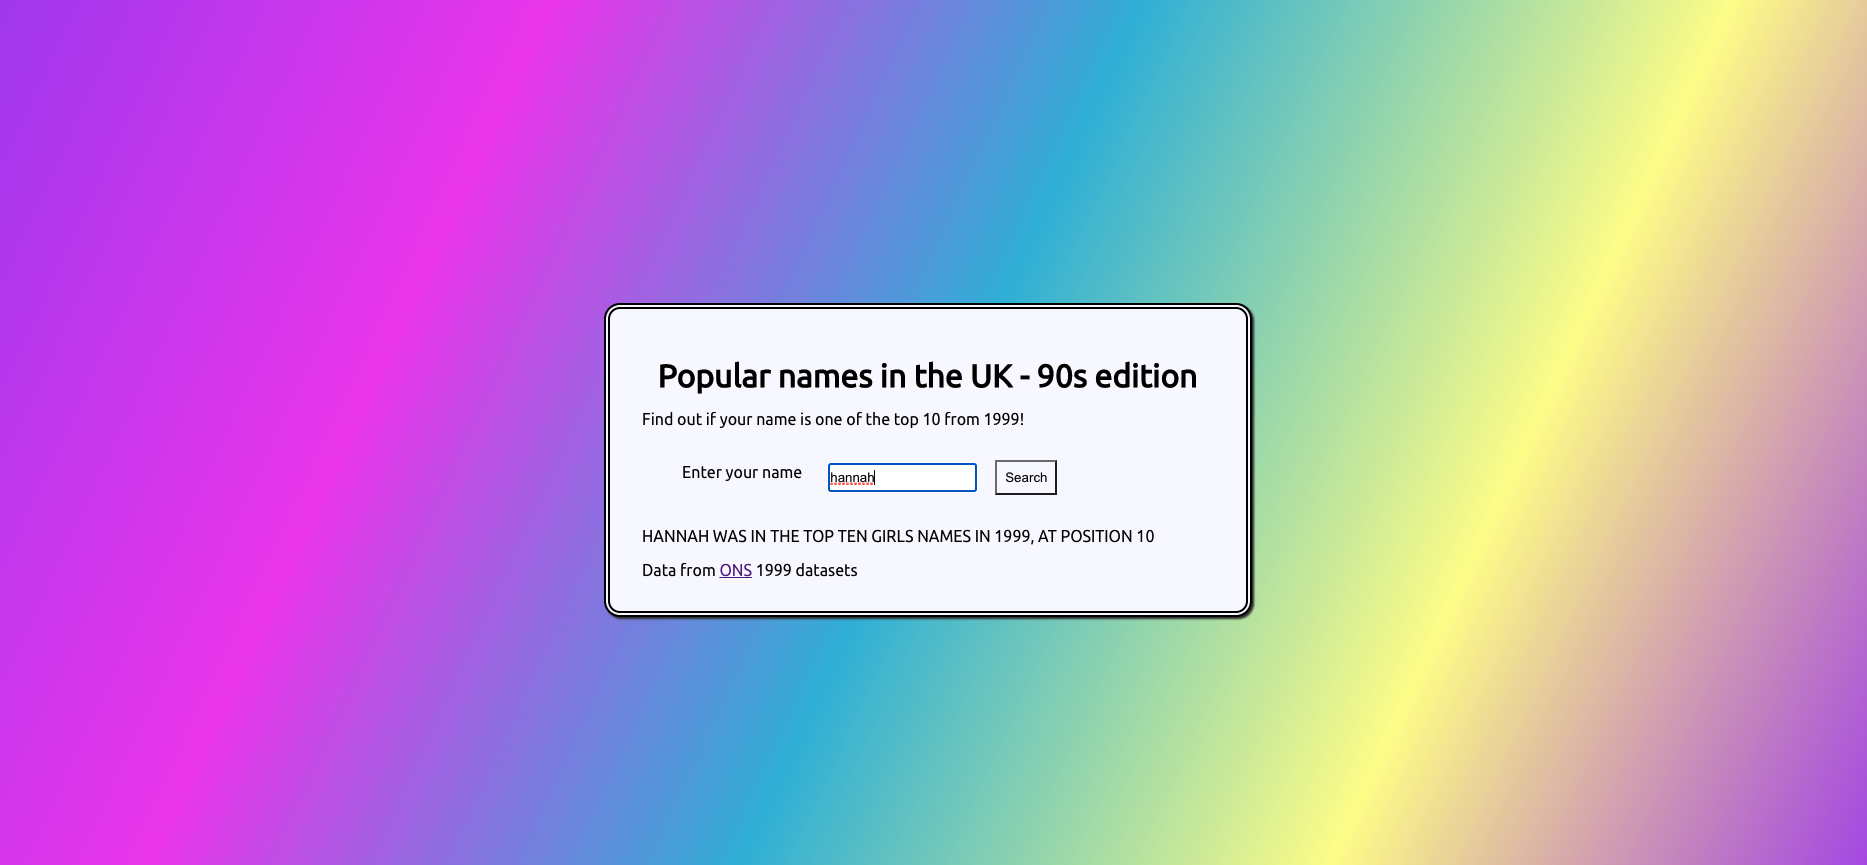 Popular names in the UK - 90s edition
Find out if your name is one of the top 10 from 1999!
Enter your name hannah Search
HANNAH WAS IN THE TOP TEN GIRLS NAMES IN 1999, AT POSITION 10
Data from ONS 1999 datasets